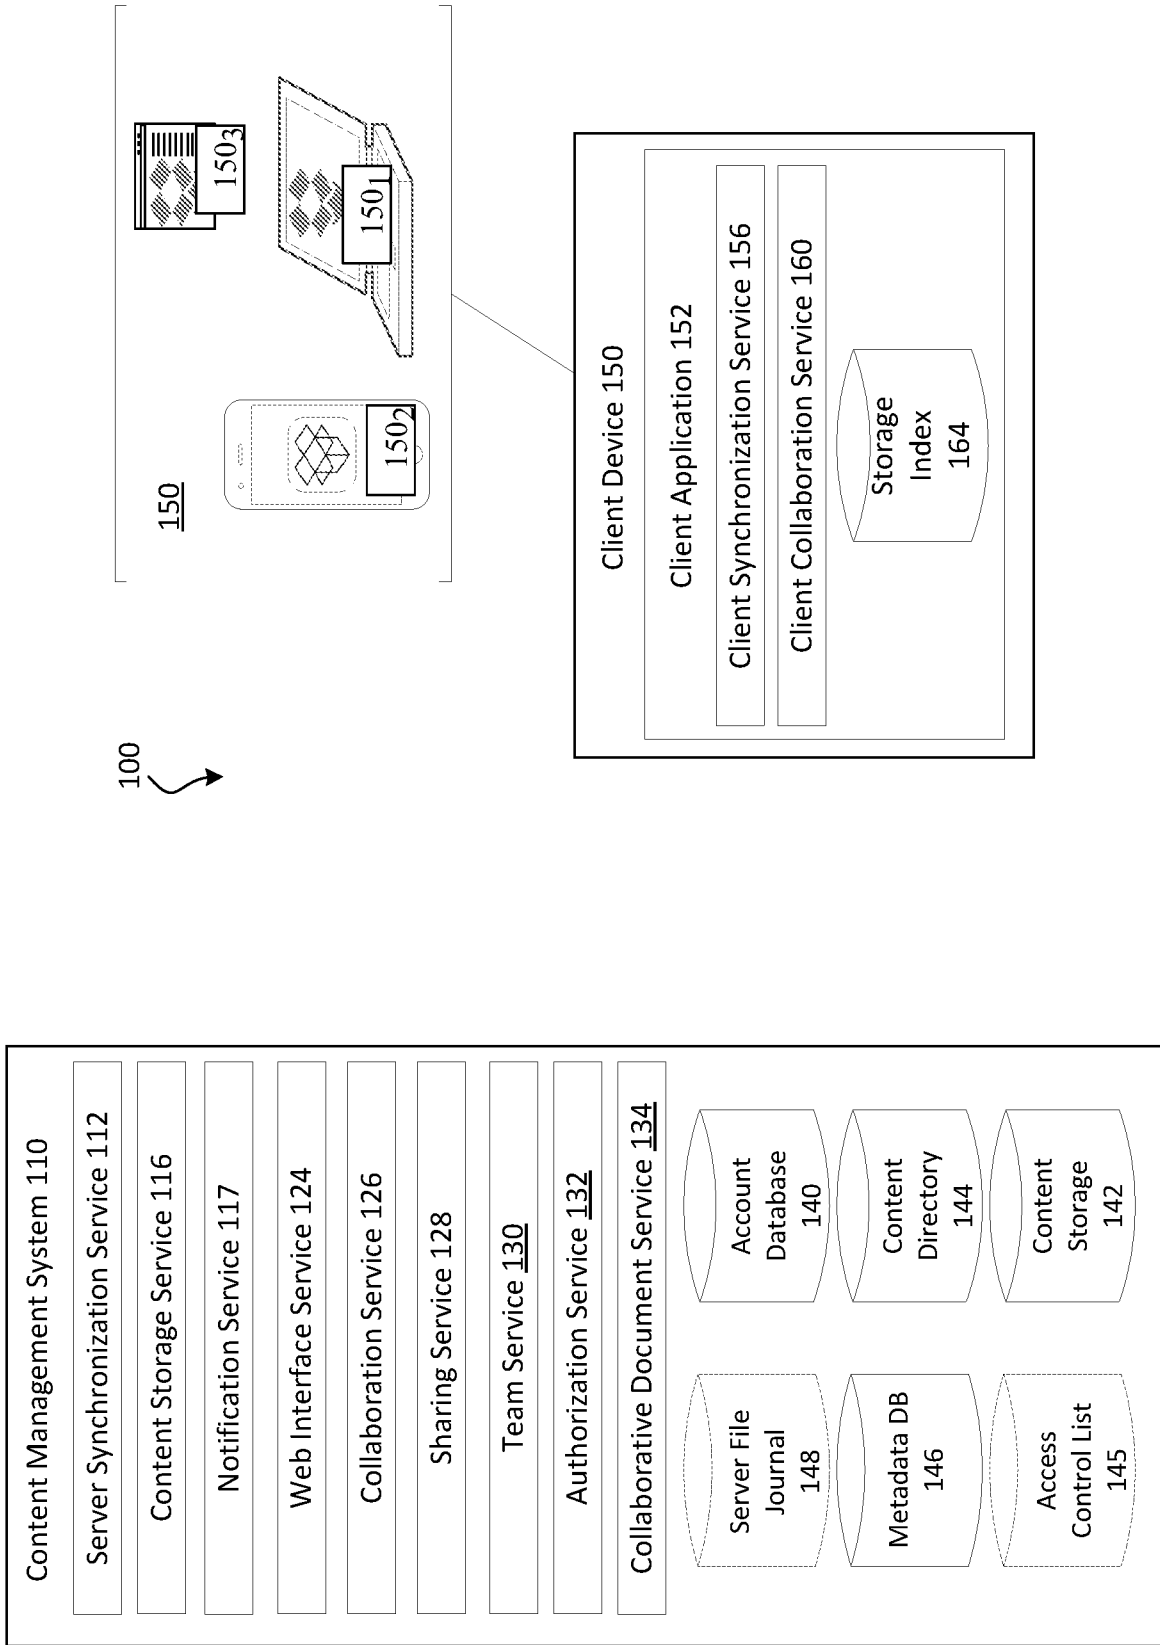 100
Content Management System 110
Server Synchronization Service 112
Content Storage Service 116
Notification Service 117
Web Interface Service 124
Collaboration Service 126
Sharing Service 128
Team Service 130
Authorization Service 132
Collaborative Document Service 134
Server File
Journal
148
Account
Database
140
Metadata DB
146
Content
Directory
144
Access
Control List
145
Content
Storage
142
150
150₂
150₁
150₃
Client Device 150
Client Application 152
Client Synchronization Service 156
Client Collaboration Service 160
Storage
Index
164